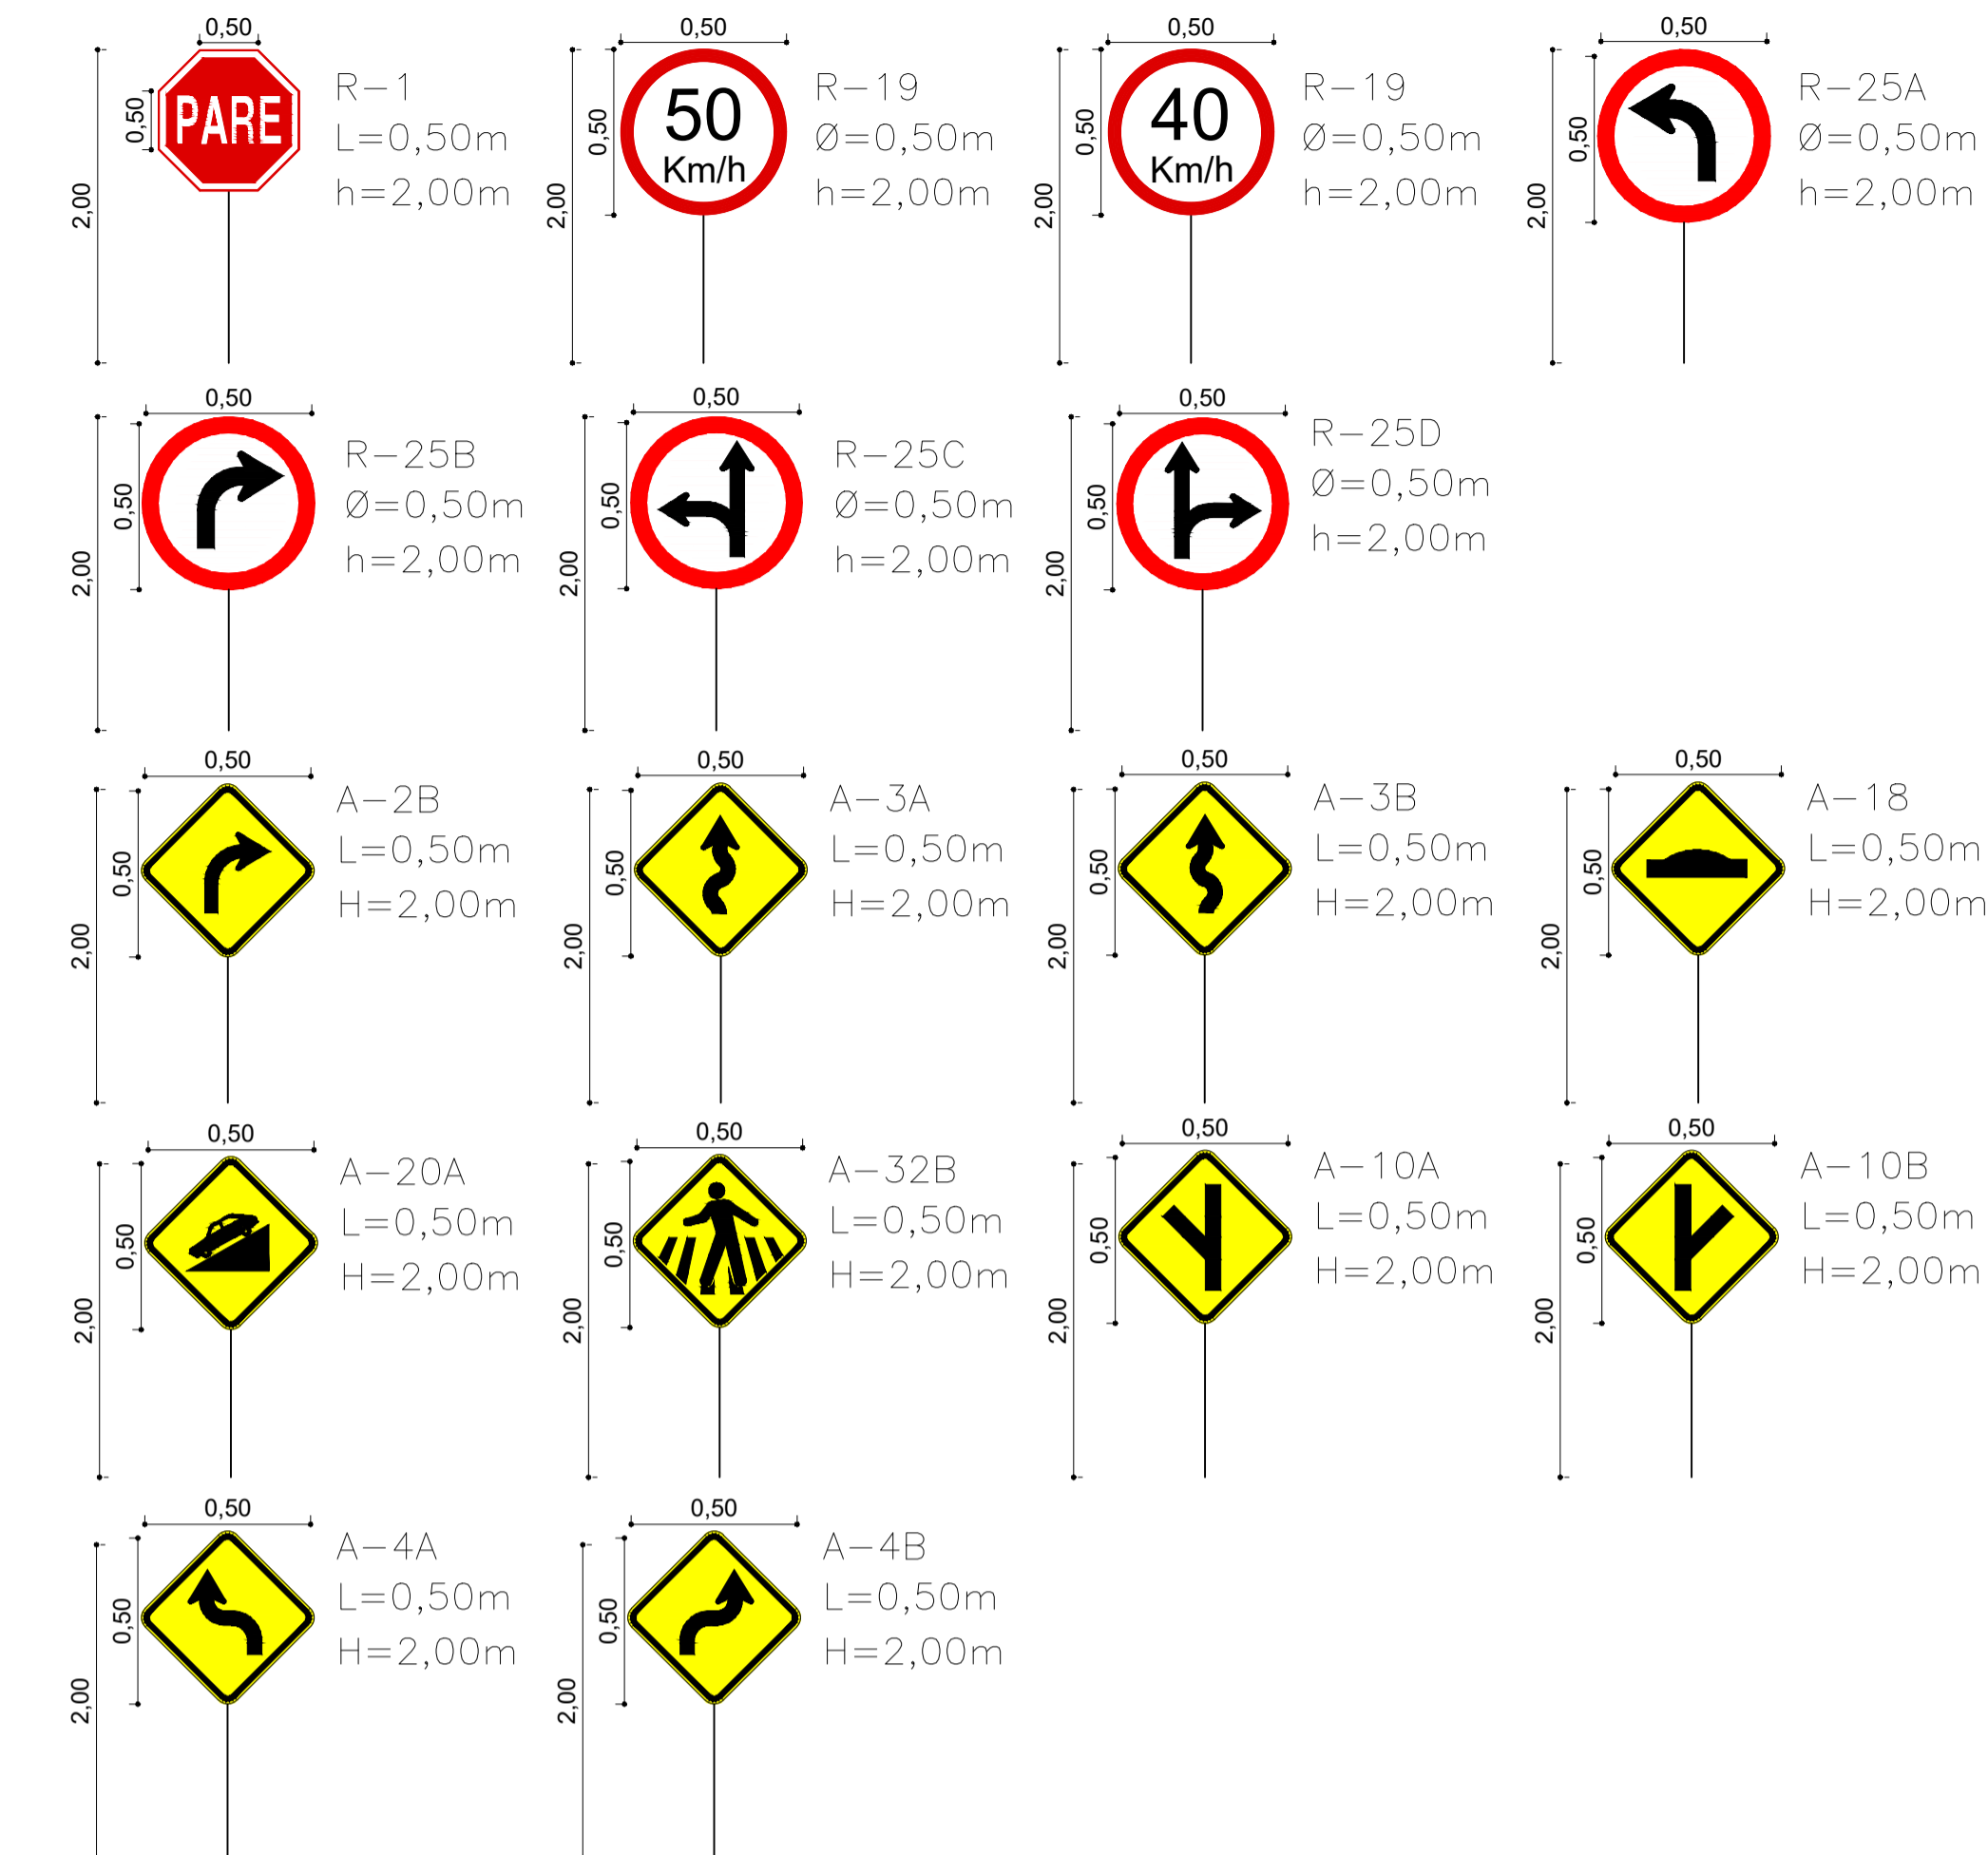 0,50
0,50
2,00
PARE
R-1
L=0,50m
h=2,00m
0,50
0,50
2,00
50
Km/h
R-19
Ø=0,50m
h=2,00m
0,50
0,50
2,00
40
Km/h
R-19
Ø=0,50m
h=2,00m
0,50
0,50
2,00
R-25A
Ø=0,50m
h=2,00m
0,50
0,50
2,00
R-25B
Ø=0,50m
h=2,00m
0,50
0,50
2,00
R-25C
Ø=0,50m
h=2,00m
0,50
0,50
2,00
R-25D
Ø=0,50m
h=2,00m
0,50
0,50
2,00
A-2B
L=0,50m
H=2,00m
0,50
0,50
2,00
A-3A
L=0,50m
H=2,00m
0,50
0,50
2,00
A-3B
L=0,50m
H=2,00m
0,50
0,50
2,00
A-18
L=0,50m
H=2,00m
0,50
0,50
2,00
A-20A
L=0,50m
H=2,00m
0,50
0,50
2,00
A-32B
L=0,50m
H=2,00m
0,50
0,50
2,00
A-10A
L=0,50m
H=2,00m
0,50
0,50
2,00
A-10B
L=0,50m
H=2,00m
0,50
0,50
2,00
A-4A
L=0,50m
H=2,00m
0,50
0,50
2,00
A-4B
L=0,50m
H=2,00m